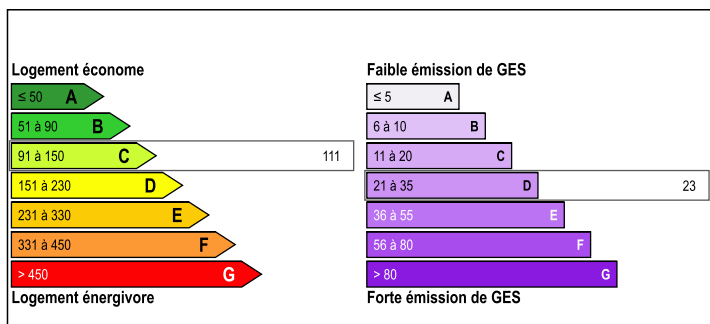 Logement économe
≤ 50 A
51 à 90 B
91 à 150 C 111
151 à 230 D
231 à 330 E
331 à 450 F
> 450 G
Logement énergivore
Faible émission de GES
≤ 5 A
6 à 10 B
11 à 20 C
21 à 35 D 23
36 à 55 E
56 à 80 F
> 80 G
Forte émission de GES